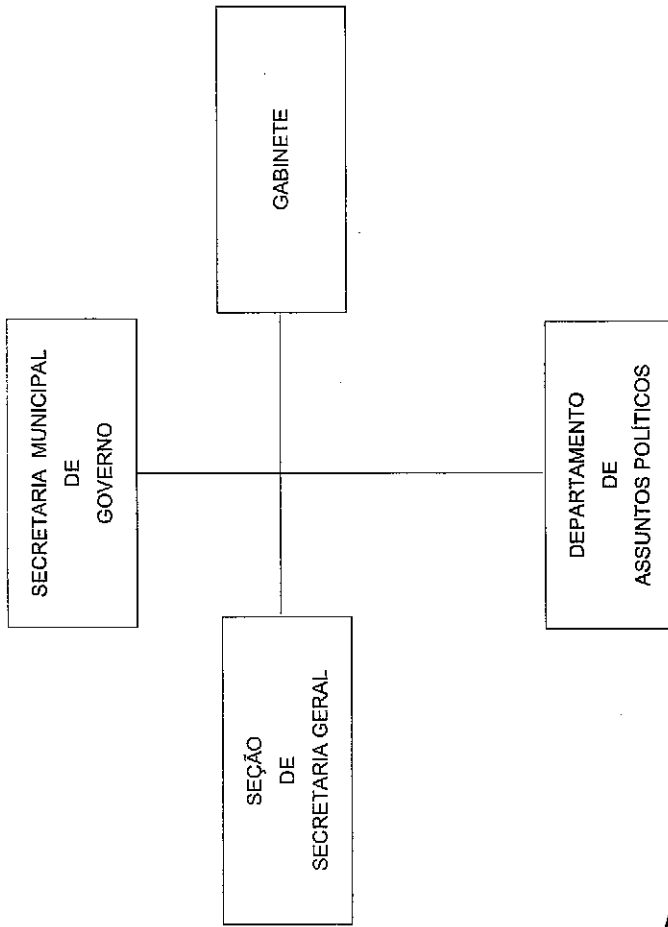 SECRETARIA MUNICIPAL
DE
GOVERNO
SEÇÃO
DE
SECRETARIA GERAL
GABINETE
DEPARTAMENTO
DE
ASSUNTOS POLÍTICOS